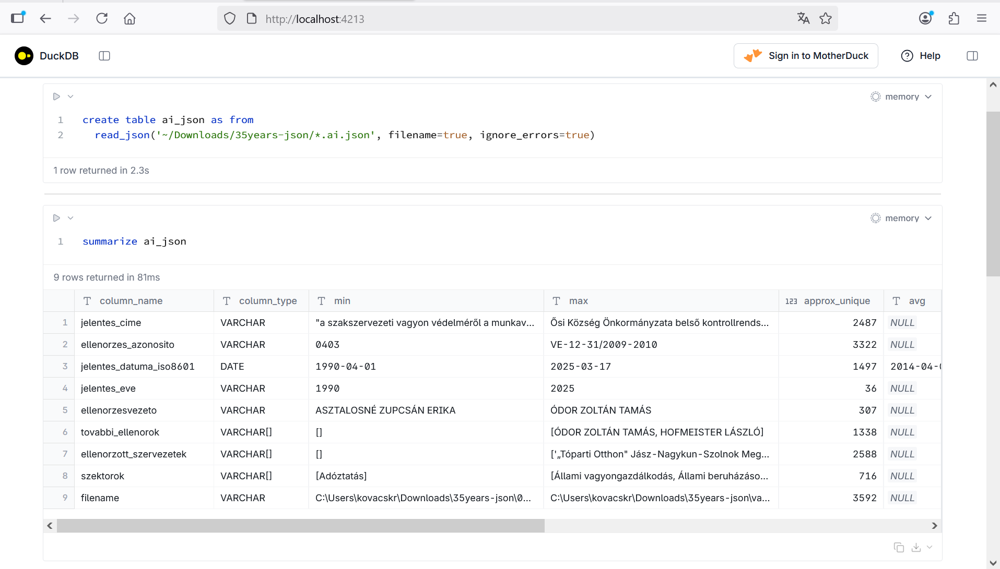 http://localhost:4213
DuckDB
Sign in to MotherDuck
Help
memory
1 create table ai_json as from
2 read_json('~/Downloads/35years-json/*.ai.json', filename=true, ignore_errors=true)
1 row returned in 2.3s
memory
1 summarize ai_json
9 rows returned in 81ms
column_name column_type min max 123 approx_unique avg
1 jelentes_cime VARCHAR "a szakszervezeti vagyon védelméről a munkav... Ősi Község Önkormányzata belső kontrollrends... 2487 NULL
2 ellenorzes_azonosito VARCHAR 0403 VE-12-31/2009-2010 3322 NULL
3 jelentes_datuma_iso8601 DATE 1990-04-01 2025-03-17 1497 2014-04-0
4 jelentes_eve VARCHAR 1990 2025 36 NULL
5 ellenorzesvezeto VARCHAR ASZTALOSNÉ ZUPCSÁN ERIKA ÓDOR ZOLTÁN TAMÁS 307 NULL
6 tovabbi_ellenorok VARCHAR[] [] [ÓDOR ZOLTÁN TAMÁS, HOFMEISTER LÁSZLÓ] 1338 NULL
7 ellenorzott_szervezetek VARCHAR[] [] ['„Tóparti Otthon" Jász-Nagykun-Szolnok Meg... 2588 NULL
8 szektorok VARCHAR[] [Adóztatás] [Állami vagyongazdálkodás, Állami beruházáso... 716 NULL
9 filename VARCHAR C:\Users\kovacskr\Downloads\35years-json\0... C:\Users\kovacskr\Downloads\35years-json\va... 3592 NULL